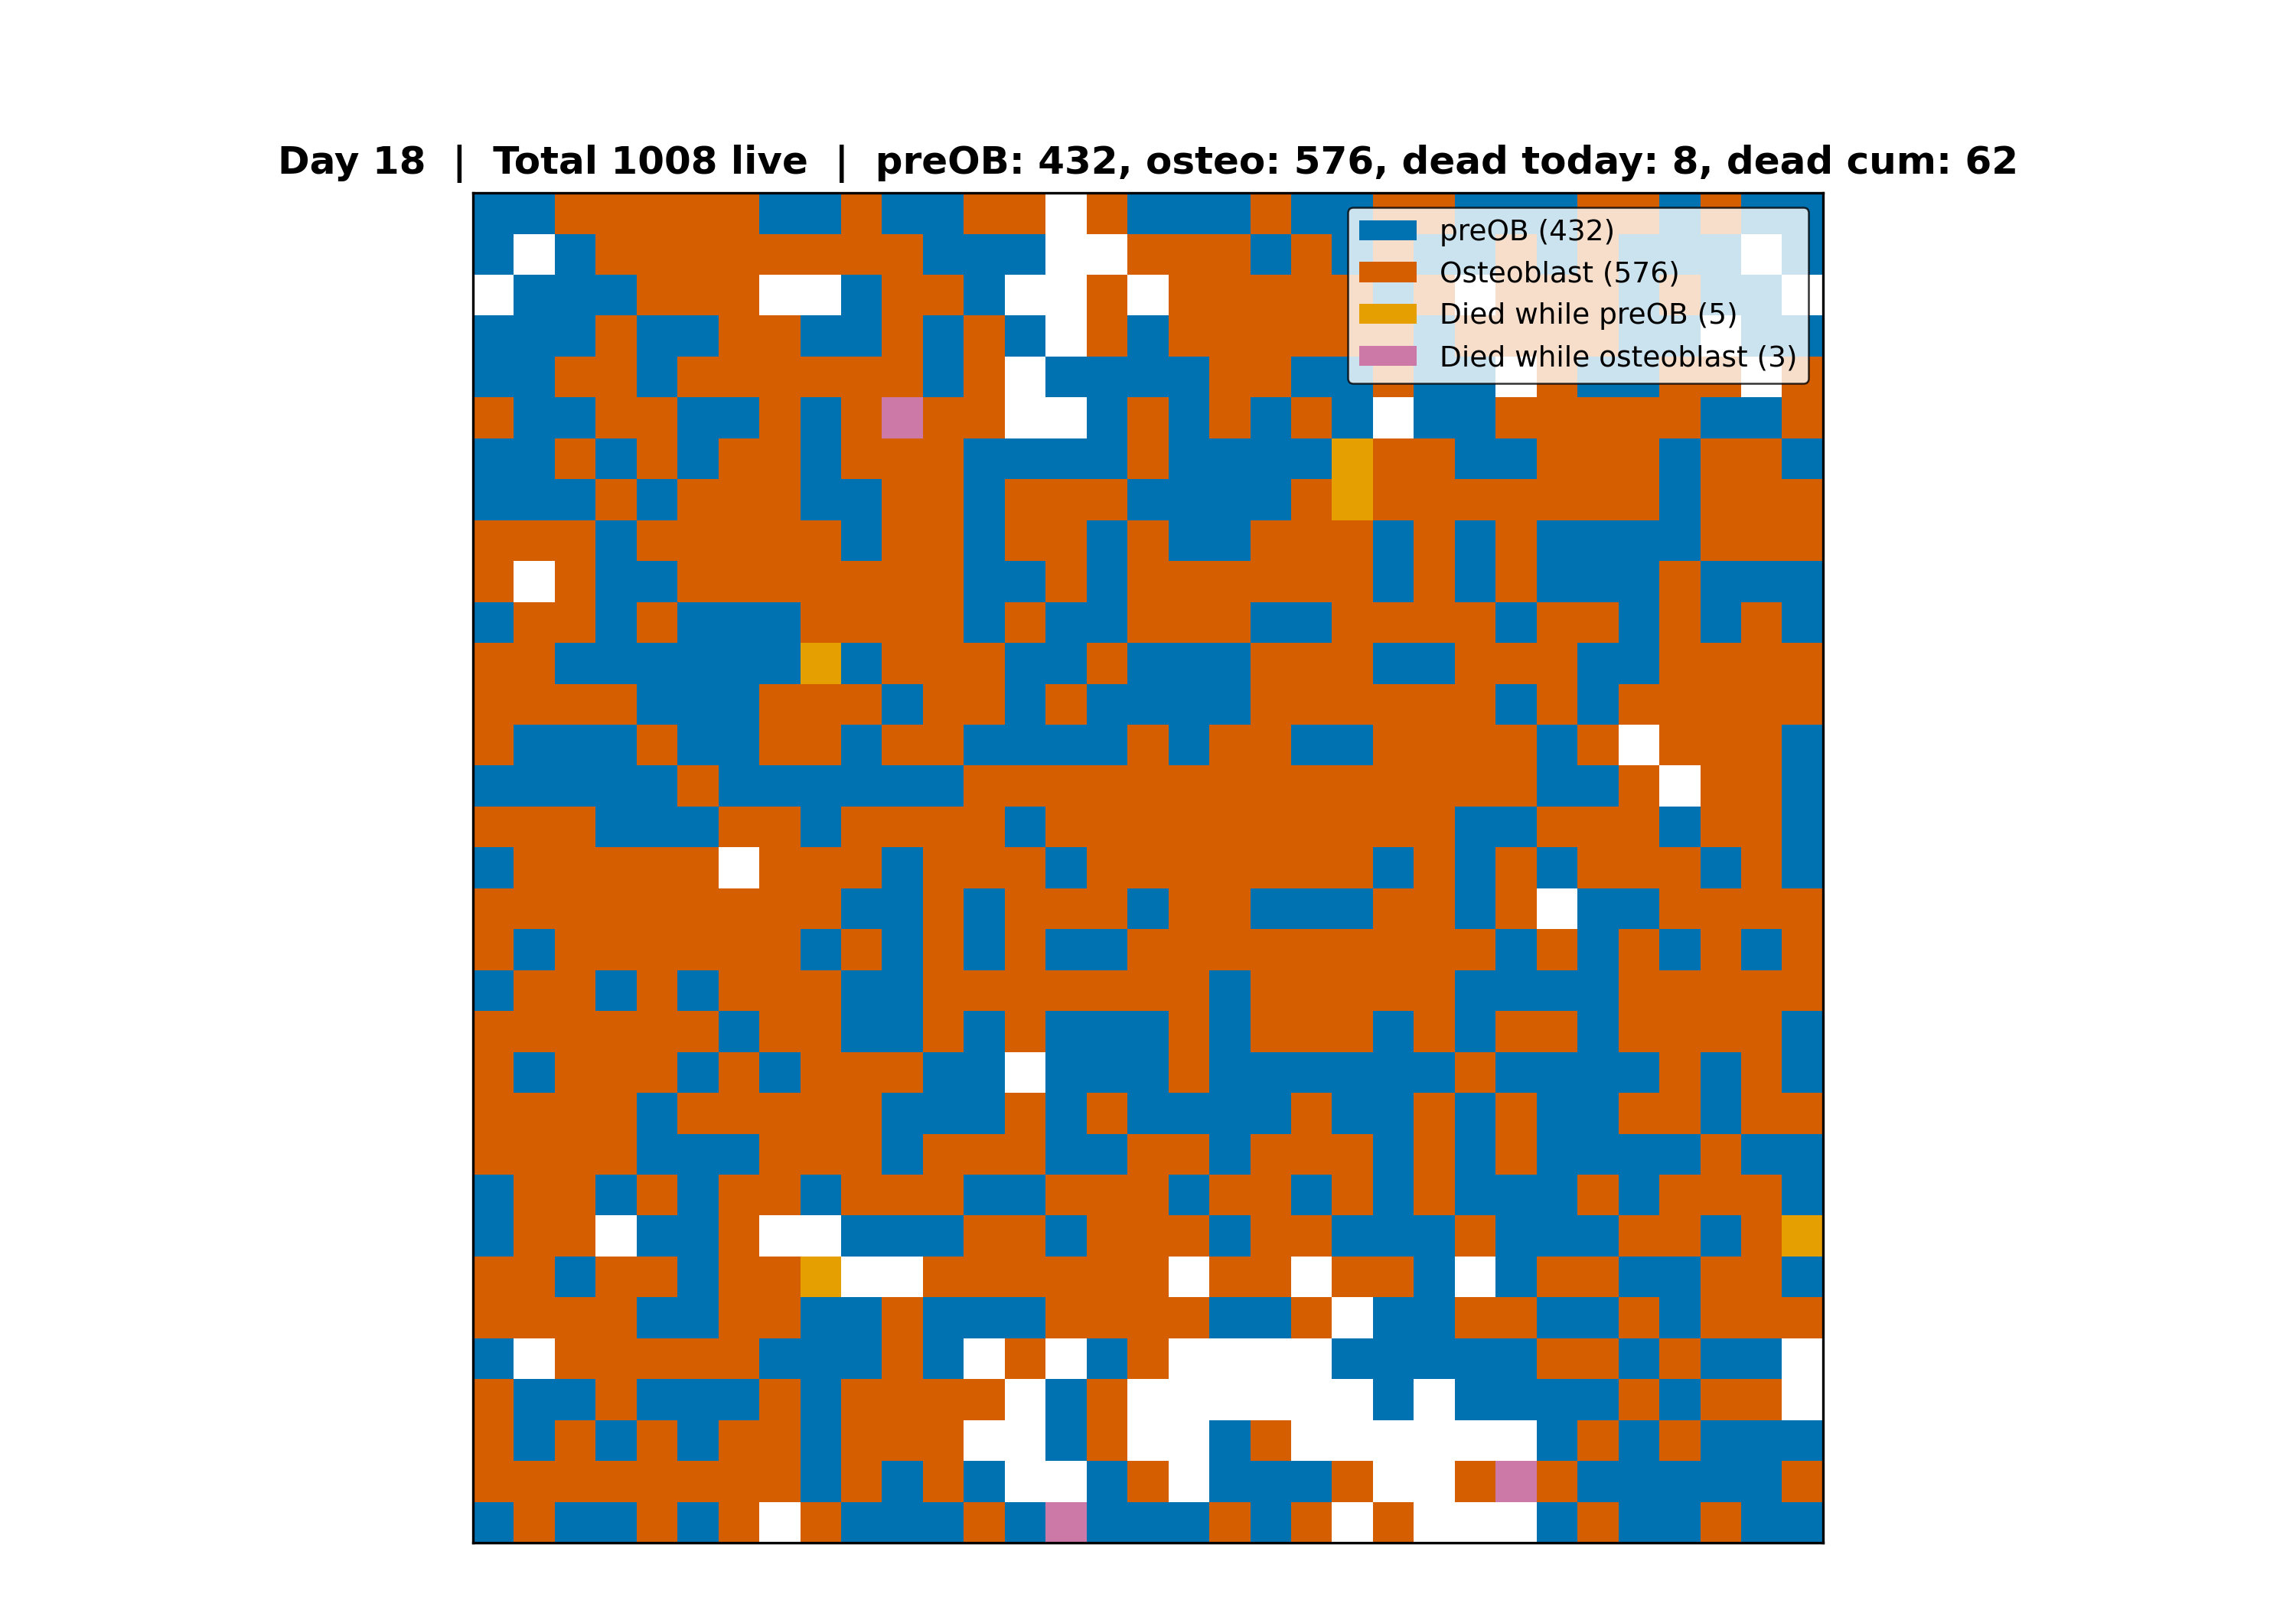 Day 18 | Total 1008 live | preOB: 432, osteo: 576, dead today: 8, dead cum: 62
preOB (432)
Osteoblast (576)
Died while preOB (5)
Died while osteoblast (3)